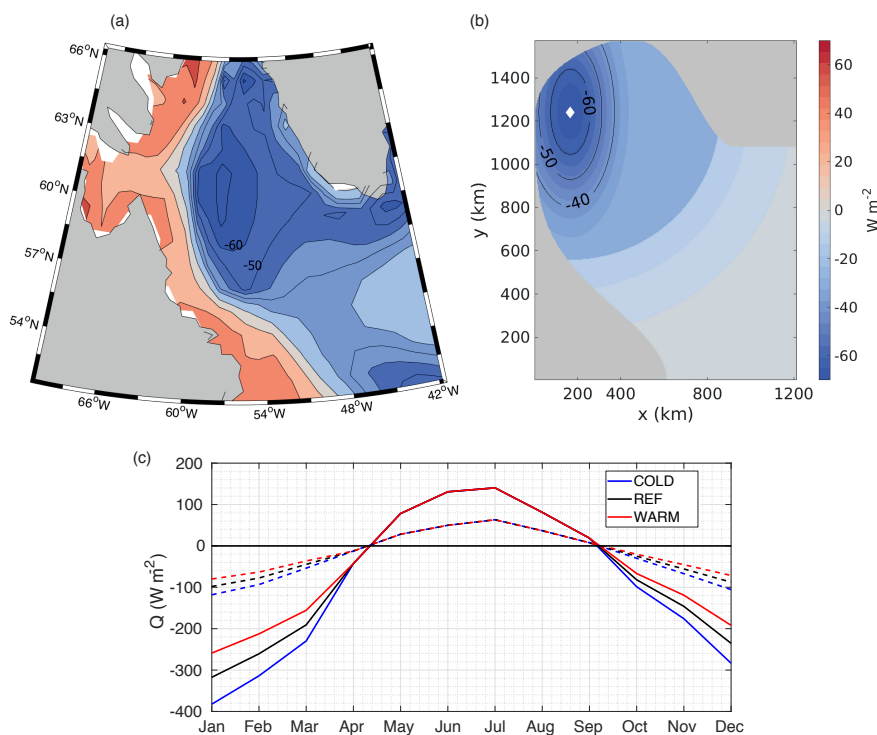 (a)
66°N
63°N
60°N
57°N
54°N
66°W
60°W
54°W
48°W
42°W
-60
-50
(b)
y (km)
1400
1200
1000
800
600
400
200
200 400 800 1200
x (km)
-60
-50
-40
60
40
20
0
-20
-40
-60
W m-2
66°N
(c)
Q (W m-2)
200
100
0
-100
-200
-300
-400
Jan Feb Mar Apr May Jun Jul Aug Sep Oct Nov Dec
COLD
REF
WARM